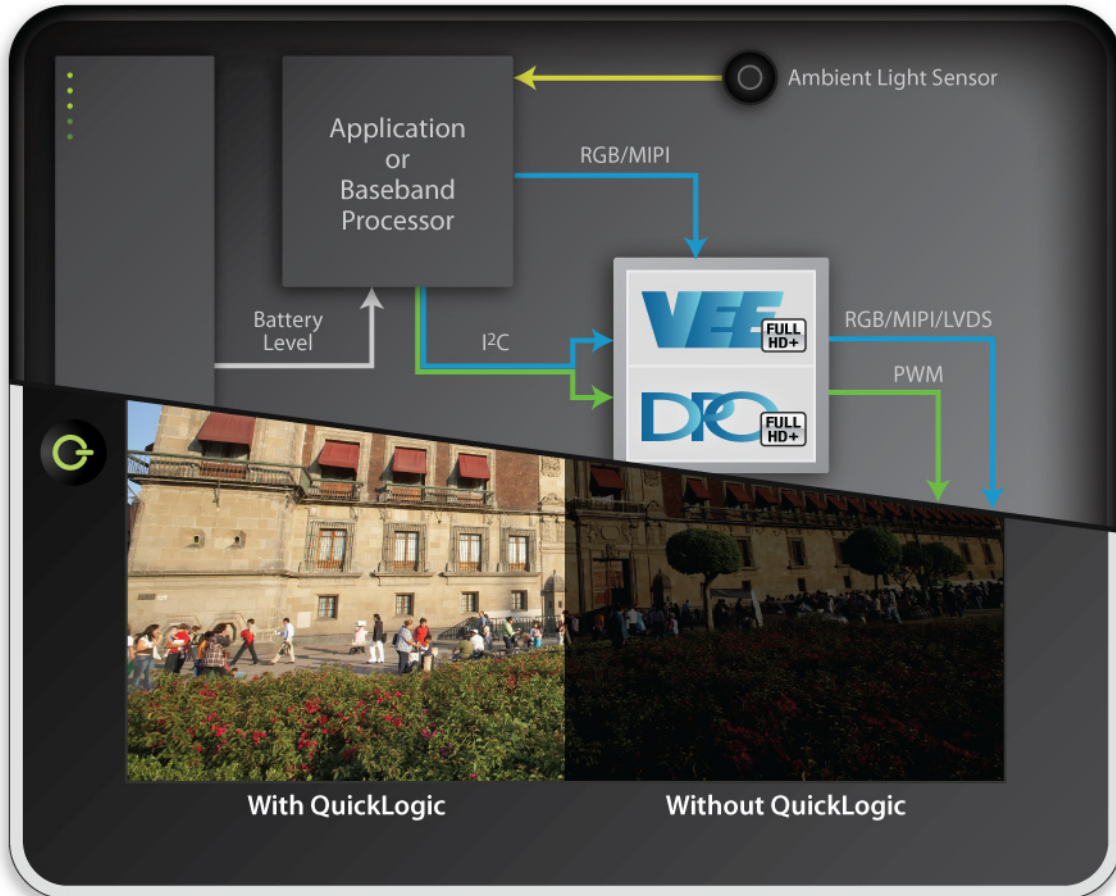 Ambient Light Sensor
Application
or
Baseband
Processor
RGB/MIPI
Battery
Level
I²C
VEE
FULL
HD+
RGB/MIPI/LVDS
PWM
DPO
FULL
HD+
With QuickLogic
Without QuickLogic